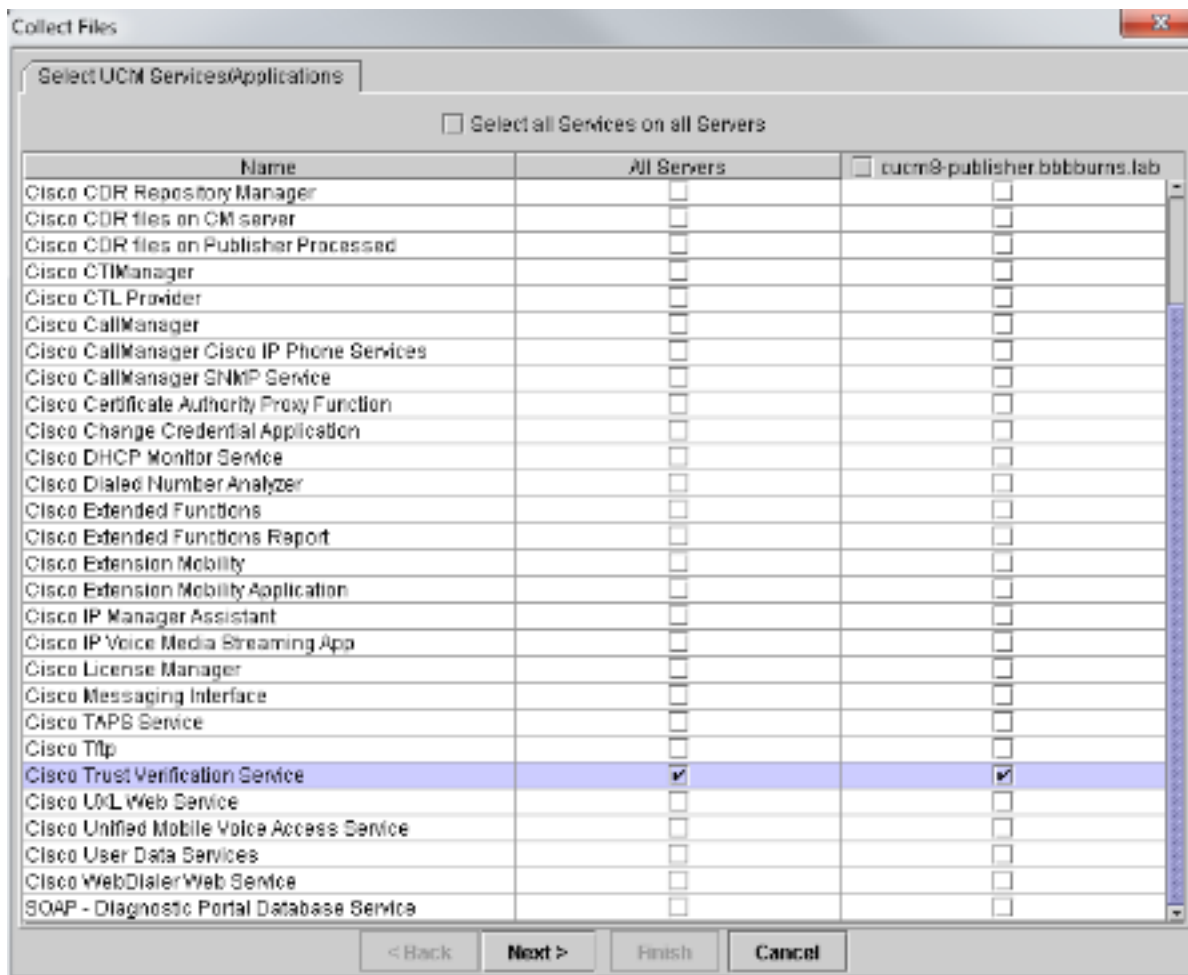 Collect Files
Select UCM Services/Applications
Select all Services on all Servers
Name All Servers cucm8-publisher.bbbburns.lab
Cisco CDR Repository Manager
Cisco CDR files on CM server
Cisco CDR files on Publisher Processed
Cisco CTIManager
Cisco CTL Provider
Cisco CallManager
Cisco CallManager Cisco IP Phone Services
Cisco CallManager SNMP Service
Cisco Certificate Authority Proxy Function
Cisco Change Credential Application
Cisco DHCP Monitor Service
Cisco Dialed Number Analyzer
Cisco Extended Functions
Cisco Extended Functions Report
Cisco Extension Mobility
Cisco Extension Mobility Application
Cisco IP Manager Assistant
Cisco IP Voice Media Streaming App
Cisco License Manager
Cisco Messaging Interface
Cisco TAPS Service
Cisco Tftp
Cisco Trust Verification Service
Cisco UXL Web Service
Cisco Unified Mobile Voice Access Service
Cisco User Data Services
Cisco WebDialer Web Service
SOAP - Diagnostic Portal Database Service
< Back Next > Finish Cancel